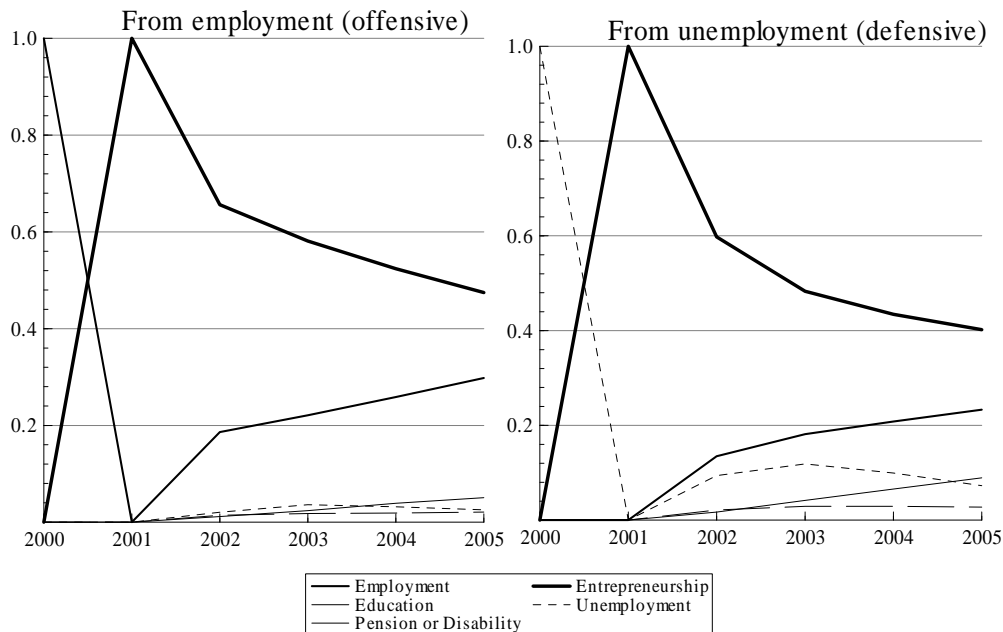 From employment (offensive)
1.0
0.8
0.6
0.4
0.2
2000 2001 2002 2003 2004 2005
From unemployment (defensive)
1.0
0.8
0.6
0.4
0.2
2000 2001 2002 2003 2004 2005
Employment Entrepreneurship
Education Unemployment
Pension or Disability